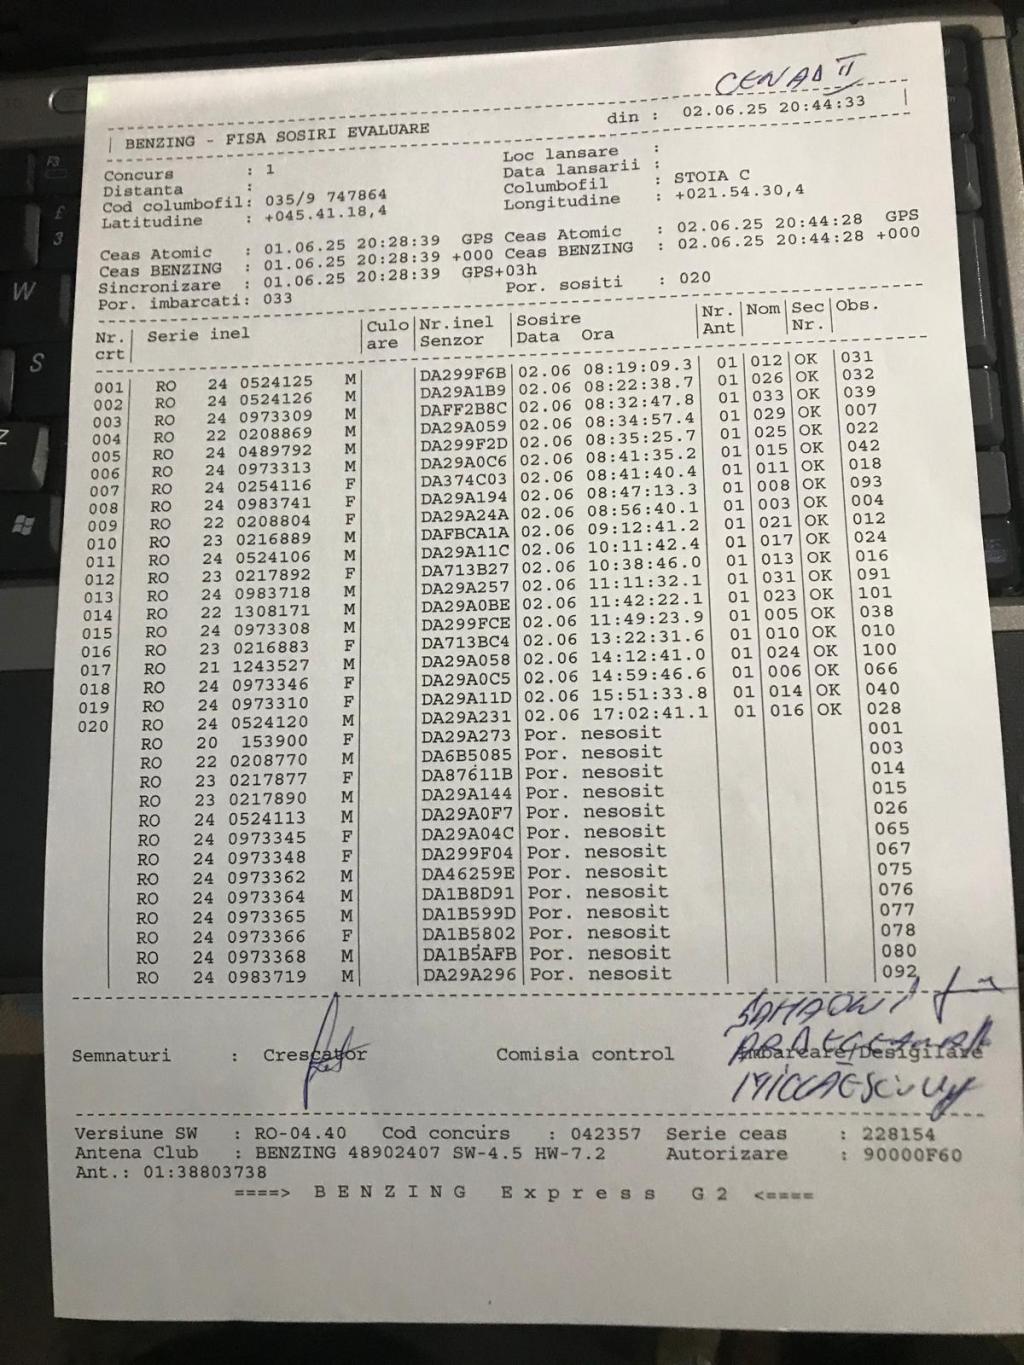 CENAD II
BENZING - FISA SOSIRI EVALUARE din : 02.06.25 20:44:33
Concurs : 1 Loc lansare :
Distanta : Data lansarii :
Cod columbofil: 035/9 747864 Columbofil : STOIA C
Latitudine : +045.41.18,4 Longitudine : +021.54.30,4
Ceas Atomic : 01.06.25 20:28:39 GPS Ceas Atomic : 02.06.25 20:44:28 GPS
Ceas BENZING : 01.06.25 20:28:39 +000 Ceas BENZING : 02.06.25 20:44:28 +000
Sincronizare : 01.06.25 20:28:39 GPS+03h
Por. imbarcati: 033 Por. sositi : 020
Nr. Serie inel Culo Nr.inel Sosire Nr. Nom Sec Obs.
crt are Senzor Data Ora Ant Nr.
001 RO 24 0524125 M DA299F6B 02.06 08:19:09.3 01 012 OK 031
002 RO 24 0524126 M DA29A1B9 02.06 08:22:38.7 01 026 OK 032
003 RO 24 0973309 M DAFF2B8C 02.06 08:32:47.8 01 033 OK 039
004 RO 22 0208869 M DA29A059 02.06 08:34:57.4 01 029 OK 007
005 RO 24 0489792 M DA299F2D 02.06 08:35:25.7 01 025 OK 022
006 RO 24 0973313 M DA29A0C6 02.06 08:41:35.2 01 015 OK 042
007 RO 24 0254116 F DA374C03 02.06 08:41:40.4 01 011 OK 018
008 RO 24 0983741 M DA29A194 02.06 08:47:13.3 01 008 OK 093
009 RO 22 0208804 F DA29A24A 02.06 08:56:40.1 01 003 OK 004
010 RO 23 0216889 M DAFBCA1A 02.06 09:12:41.2 01 021 OK 012
011 RO 24 0524106 M DA29A11C 02.06 10:11:42.4 01 017 OK 024
012 RO 23 0217892 F DA713B27 02.06 10:38:46.0 01 013 OK 016
013 RO 24 0983718 M DA29A257 02.06 11:11:32.1 01 031 OK 091
014 RO 22 1308171 M DA29A0BE 02.06 11:42:22.1 01 023 OK 101
015 RO 24 0973308 M DA299FCE 02.06 11:49:23.9 01 005 OK 038
016 RO 23 0216883 F DA713BC4 02.06 13:22:31.6 01 010 OK 010
017 RO 21 1243527 M DA29A058 02.06 14:12:41.0 01 024 OK 100
018 RO 24 0973346 F DA29A0C5 02.06 14:59:46.6 01 006 OK 066
019 RO 24 0973310 F DA29A11D 02.06 15:51:33.8 01 014 OK 040
020 RO 24 0524120 M DA29A231 02.06 17:02:41.1 01 016 OK 028
RO 20 153900 F DA29A273 Por. nesosit 001
RO 22 0208770 M DA6B5085 Por. nesosit 003
RO 23 0217877 F DA87611B Por. nesosit 014
RO 23 0217890 M DA29A144 Por. nesosit 015
RO 24 0524113 M DA29A0F7 Por. nesosit 026
RO 24 0973345 F DA29A04C Por. nesosit 065
RO 24 0973348 F DA299F04 Por. nesosit 067
RO 24 0973362 M DA46259E Por. nesosit 075
RO 24 0973364 M DA1B8D91 Por. nesosit 076
RO 24 0973365 M DA1B599D Por. nesosit 077
RO 24 0973366 F DA1B5802 Por. nesosit 078
RO 24 0973368 M DA1B5AFB Por. nesosit 080
RO 24 0983719 M DA29A296 Por. nesosit 092
Semnaturi : Crescator Comisia control Imbarcare/Desigilare
Versiune SW : RO-04.40 Cod concurs : 042357 Serie ceas : 228154
Antena Club : BENZING 48902407 SW-4.5 HW-7.2 Autorizare : 90000F60
Ant.: 01:38803738
====> B E N Z I N G E x p r e s s G 2 <====